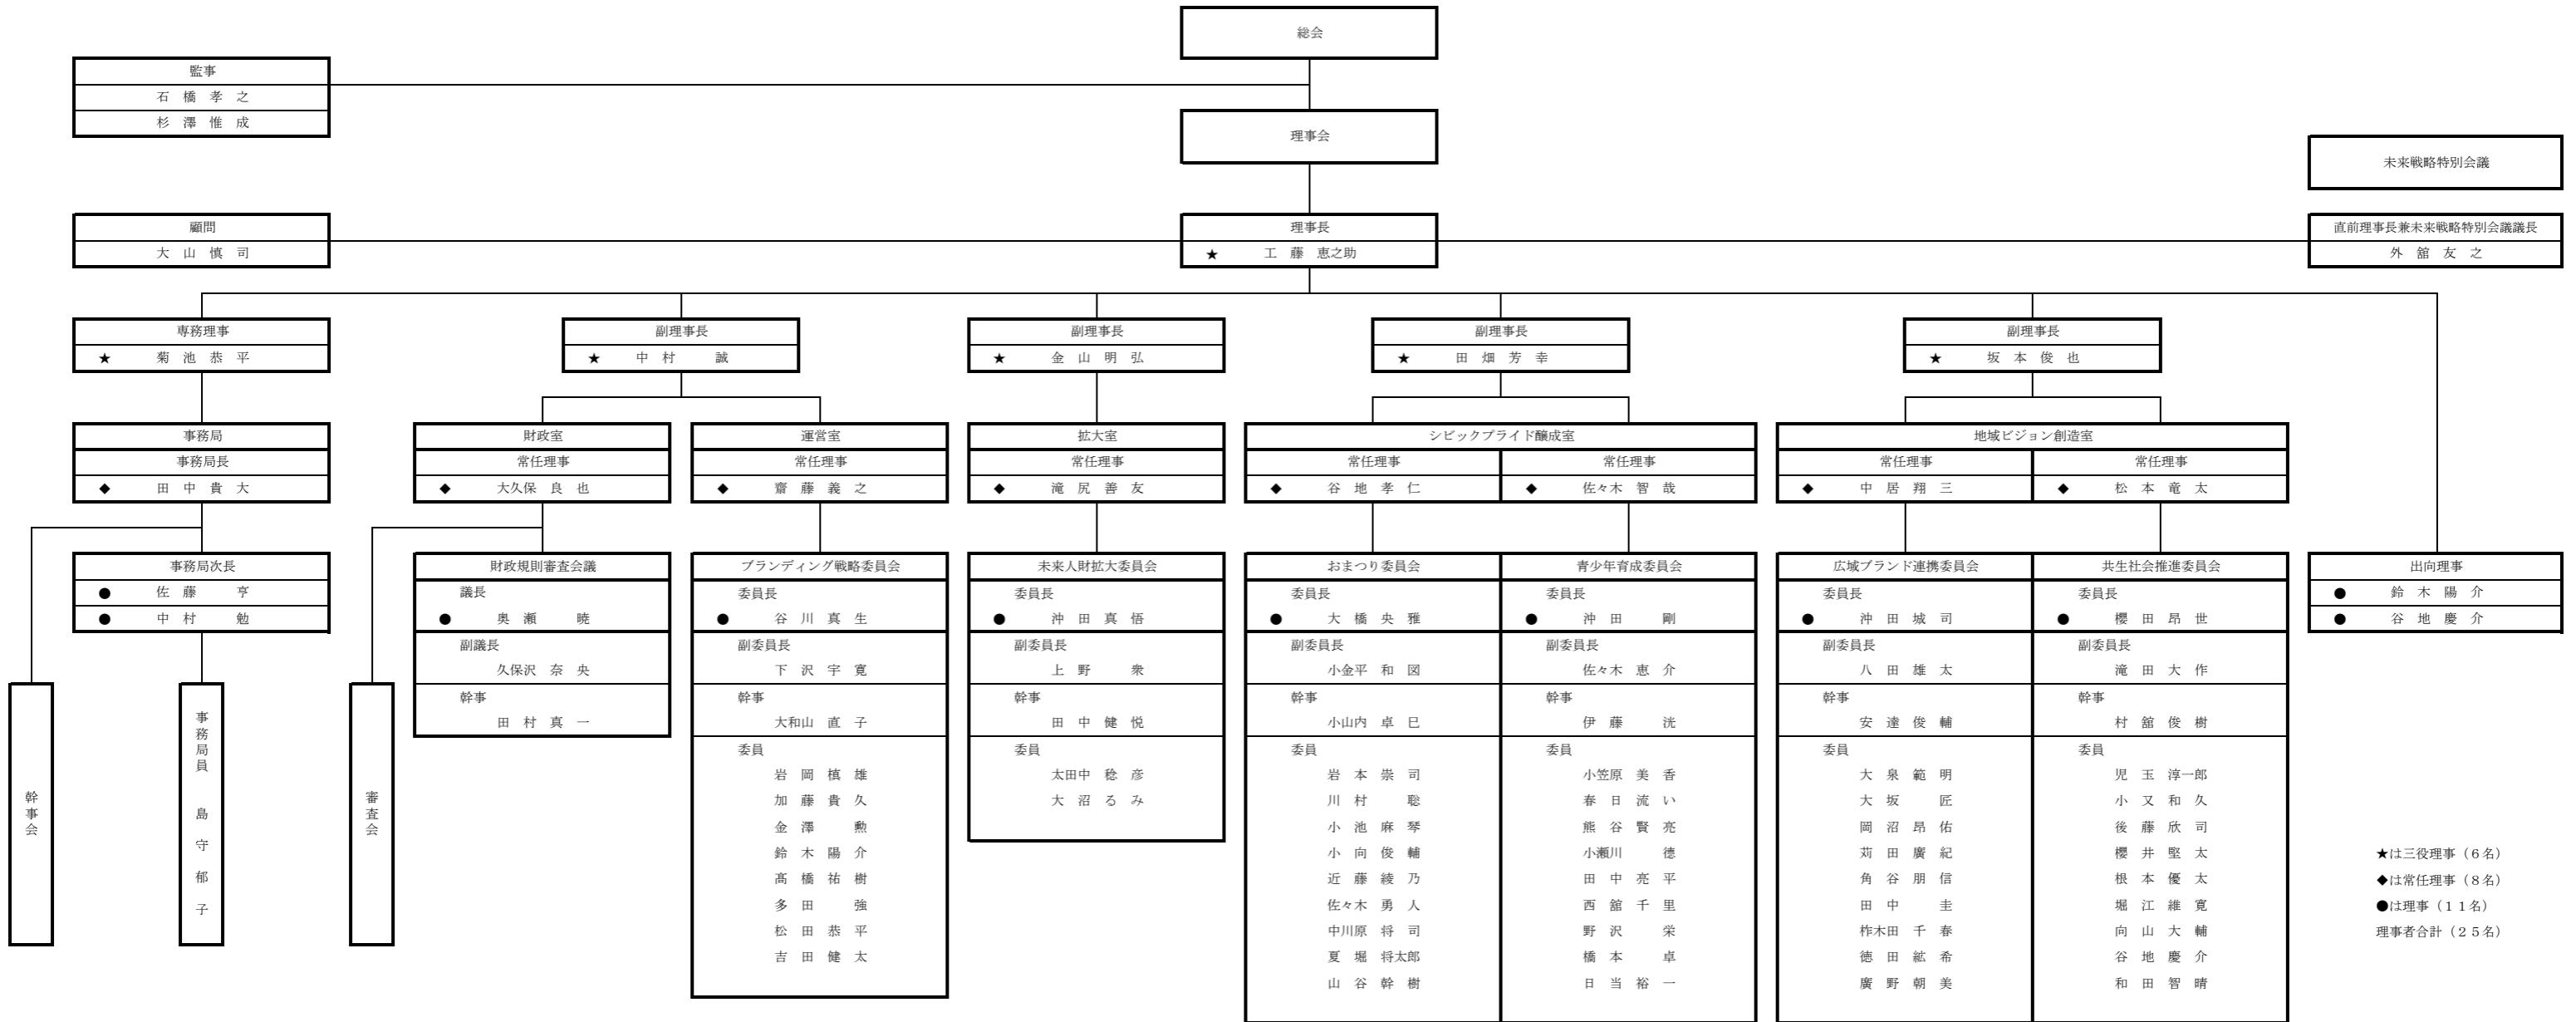 総会
監事
石橋孝之
杉澤惟成
理事会
未来戦略特別会議
顧問
大山慎司
理事長
★ 工藤恵之助
直前理事長兼未来戦略特別会議議長
外舘友之
専務理事
★ 菊池恭平
副理事長
★ 中村誠
副理事長
★ 金山明弘
副理事長
★ 田畑芳幸
副理事長
★ 坂本俊也
事務局
事務局長
◆ 田中貴大
財政室
常任理事
◆ 大久保良也
運営室
常任理事
◆ 齋藤義之
拡大室
常任理事
◆ 滝尻善友
シビックプライド醸成室
常任理事
◆ 谷地孝仁
常任理事
◆ 佐々木智哉
地域ビジョン創造室
常任理事
◆ 中居翔三
常任理事
◆ 松本竜太
事務局次長
● 佐藤亨
● 中村勉
幹事会
事務局員 島守郁子
審査会
財政規則審査会議
議長
● 奥瀬暁
副議長
久保沢奈央
幹事
田村真一
ブランディング戦略委員会
委員長
● 谷川真生
副委員長
下沢宇寛
幹事
大和山直子
委員
岩岡槙雄
加藤貴久
金澤勲
鈴木陽介
髙橋祐樹
多田強
松田恭平
吉田健太
未来人財拡大委員会
委員長
● 沖田真悟
副委員長
上野衆
幹事
田中健悦
委員
太田中稔彦
大沼るみ
おまつり委員会
委員長
● 大橋央雅
副委員長
小金平和図
幹事
小山内卓巳
委員
岩本崇司
川村聡
小池麻琴
小向俊輔
近藤綾乃
佐々木勇人
中川原将司
夏堀将太郎
山谷幹樹
青少年育成委員会
委員長
● 沖田剛
副委員長
佐々木恵介
幹事
伊藤洸
委員
小笠原美香
春日流い
熊谷賢亮
小瀬川徳
田中亮平
西舘千里
野沢栄
橋本卓
日当裕一
広域ブランド連携委員会
委員長
● 沖田城司
副委員長
八田雄太
幹事
安達俊輔
委員
大泉範明
大坂匠
岡沼昂佑
苅田廣紀
角谷朋信
田中圭
柞木田千春
徳田紘希
廣野朝美
共生社会推進委員会
委員長
● 櫻田昂世
副委員長
滝田大作
幹事
村舘俊樹
委員
児玉淳一郎
小又和久
後藤欣司
櫻井堅太
根本優太
堀江維寛
向山大輔
谷地慶介
和田智晴
出向理事
● 鈴木陽介
● 谷地慶介
★は三役理事（６名）
◆は常任理事（８名）
●は理事（１１名）
理事者合計（２５名）